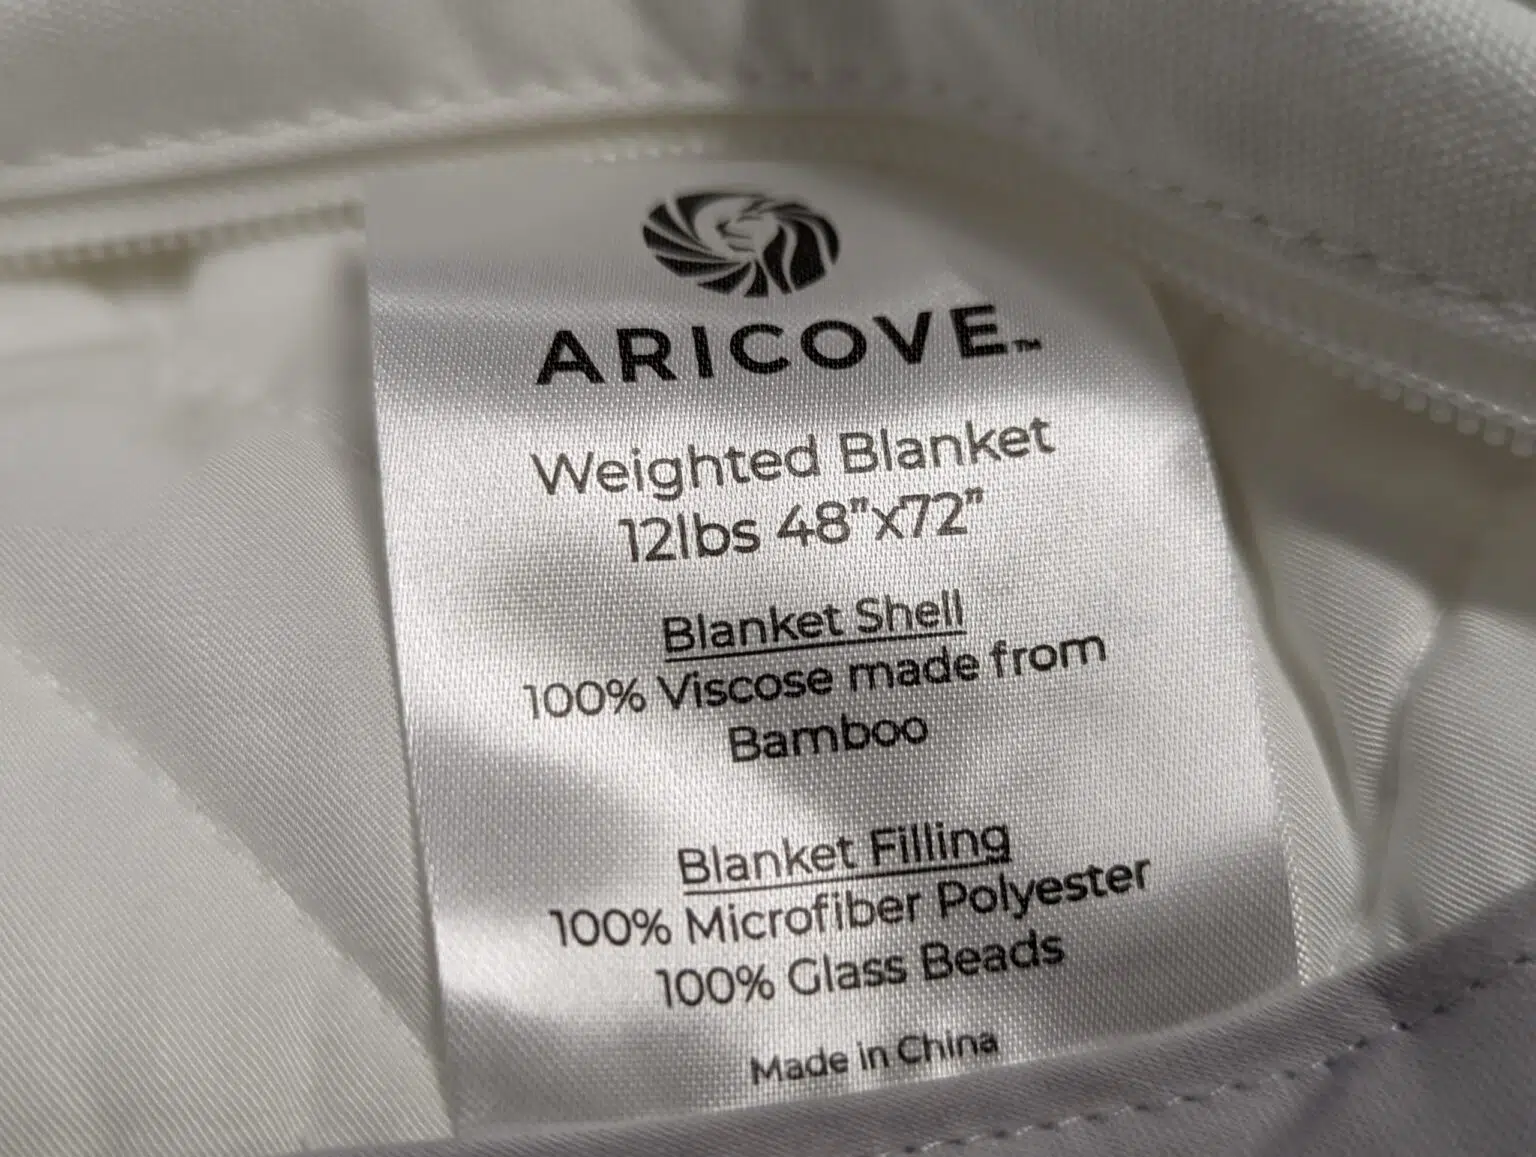 ARICOVE™
Weighted Blanket
12lbs 48”x72”
Blanket Shell
100% Viscose made from
Bamboo
Blanket Filling
100% Microfiber Polyester
100% Glass Beads
Made in China